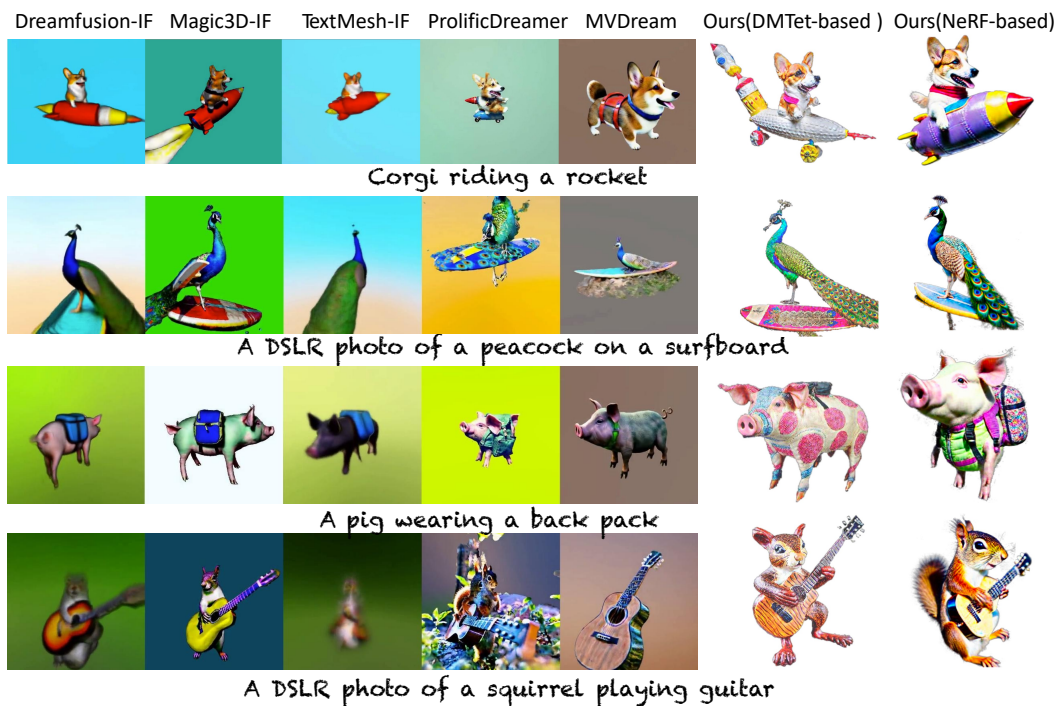 Dreamfusion-IF Magic3D-IF TextMesh-IF ProlificDreamer MVDream Ours(DMTet-based ) Ours(NeRF-based)
Corgi riding a rocket
A DSLR photo of a peacock on a surfboard
A pig wearing a back pack
A DSLR photo of a squirrel playing guitar